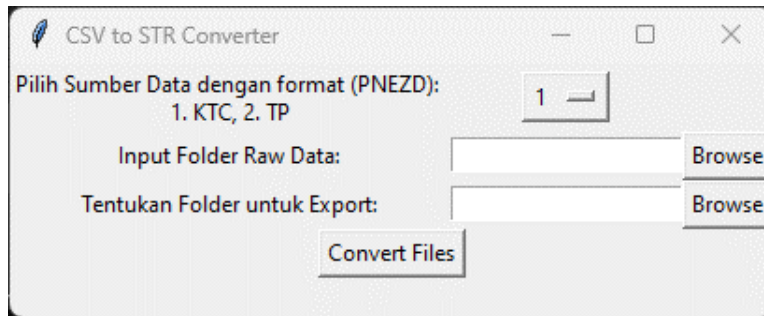 CSV to STR Converter
Pilih Sumber Data dengan format (PNEZD):
1. KTC, 2. TP
1
Input Folder Raw Data:
Browse
Tentukan Folder untuk Export:
Browse
Convert Files